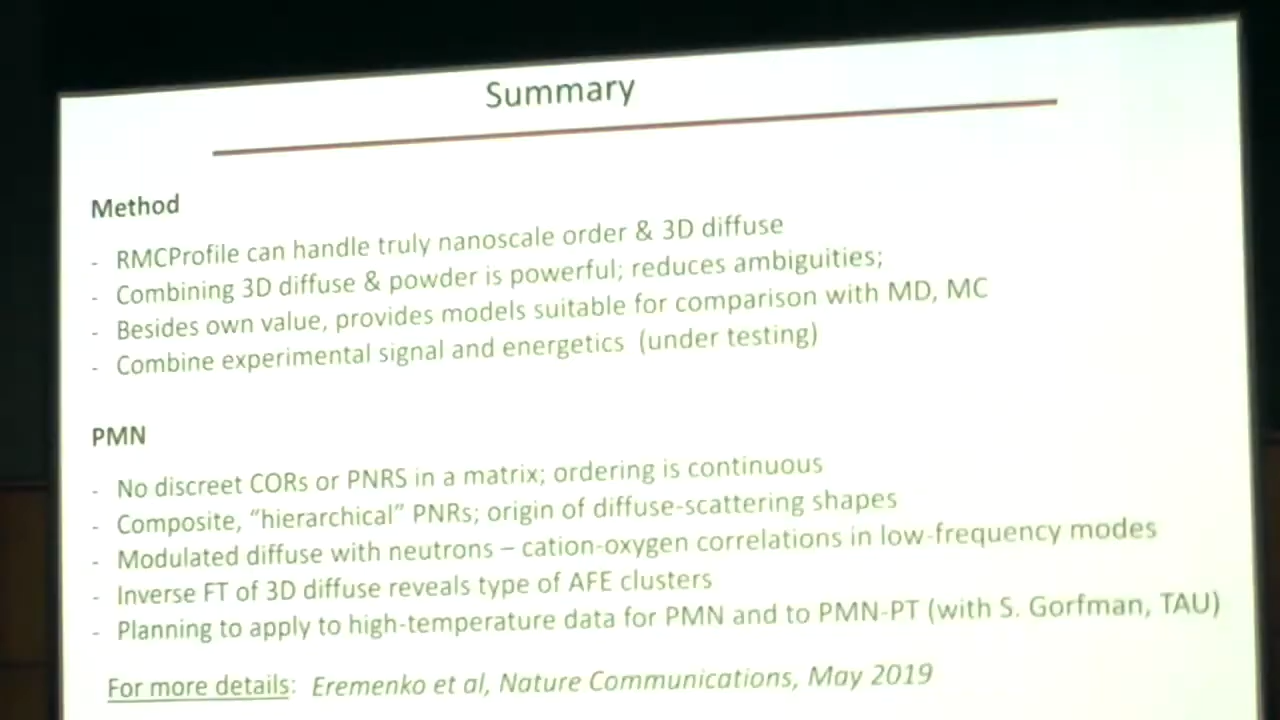 Summary
Method
- RMCProfile can handle truly nanoscale order & 3D diffuse
- Combining 3D diffuse & powder is powerful; reduces ambiguities;
- Besides own value, provides models suitable for comparison with MD, MC
- Combine experimental signal and energetics (under testing)
PMN
- No discreet CORs or PNRS in a matrix; ordering is continuous
- Composite, “hierarchical” PNRs; origin of diffuse-scattering shapes
- Modulated diffuse with neutrons – cation-oxygen correlations in low-frequency modes
- Inverse FT of 3D diffuse reveals type of AFE clusters
- Planning to apply to high-temperature data for PMN and to PMN-PT (with S. Gorfman, TAU)
For more details: Eremenko et al, Nature Communications, May 2019